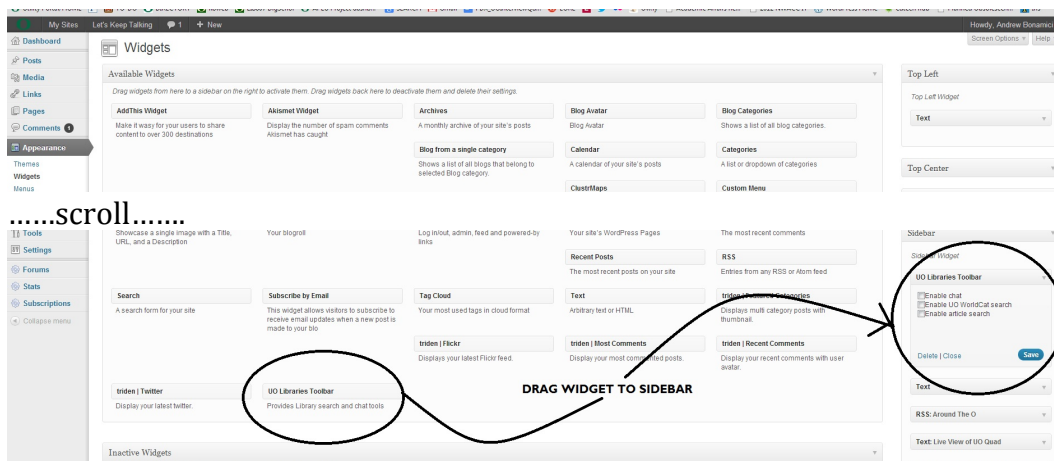 My Sites Let's Keep Talking 1 + New Howdy, Andrew Bonamici
Dashboard
Posts
Media
Links
Pages
Comments 1
Appearance
Themes
Widgets
Menus
Screen Options Help
Widgets
Available Widgets
Drag widgets from here to a sidebar on the right to activate them. Drag widgets back here to deactivate them and delete their settings.
AddThis Widget
Make it wasy for your users to share
content to over 300 destinations
Akismet Widget
Display the number of spam comments
Akismet has caught
Archives
A monthly archive of your site's posts
Blog Avatar
Blog Avatar
Blog Categories
Shows a list of all blog categories.
Blog from a single category
Shows a list of all blogs that belong to
selected Blog category.
Calendar
A calendar of your site's posts
Categories
A list or dropdown of categories
ClustrMaps
Custom Menu
Top Left
Top Left Widget
Text
Top Center
......scroll.......
Tools
Settings
Forums
Stats
Subscriptions
Collapse menu
Showcase a single image with a Title,
URL, and a Description
Your blogroll
Log in/out, admin, feed and powered-by
links
Your site's WordPress Pages
The most recent comments
Recent Posts
The most recent posts on your site
RSS
Entries from any RSS or Atom feed
Search
A search form for your site
Subscribe by Email
This widget allows visitors to subscribe to
receive email updates when a new post is
made to your blo
Tag Cloud
Your most used tags in cloud format
Text
Arbitrary text or HTML
triden | Featured Categories
Displays multi category posts with
thumbnail.
triden | Flickr
Displays your latest Flickr feed.
triden | Most Comments
Display your most commented posts.
triden | Recent Comments
Display your recent comments with user
avatar.
triden | Twitter
Display your latest twitter.
UO Libraries Toolbar
Provides Library search and chat tools
DRAG WIDGET TO SIDEBAR
Inactive Widgets
Sidebar
Sidebar Widget
UO Libraries Toolbar
Enable chat
Enable UO WorldCat search
Enable article search
Delete | Close Save
Text
RSS: Around The O
Text: Live View of UO Quad